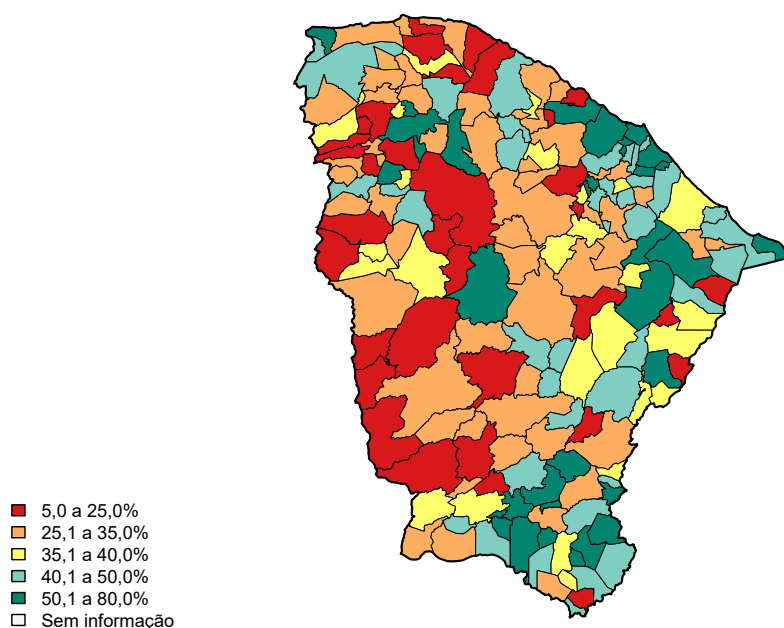 5,0 a 25,0%
25,1 a 35,0%
35,1 a 40,0%
40,1 a 50,0%
50,1 a 80,0%
Sem informação